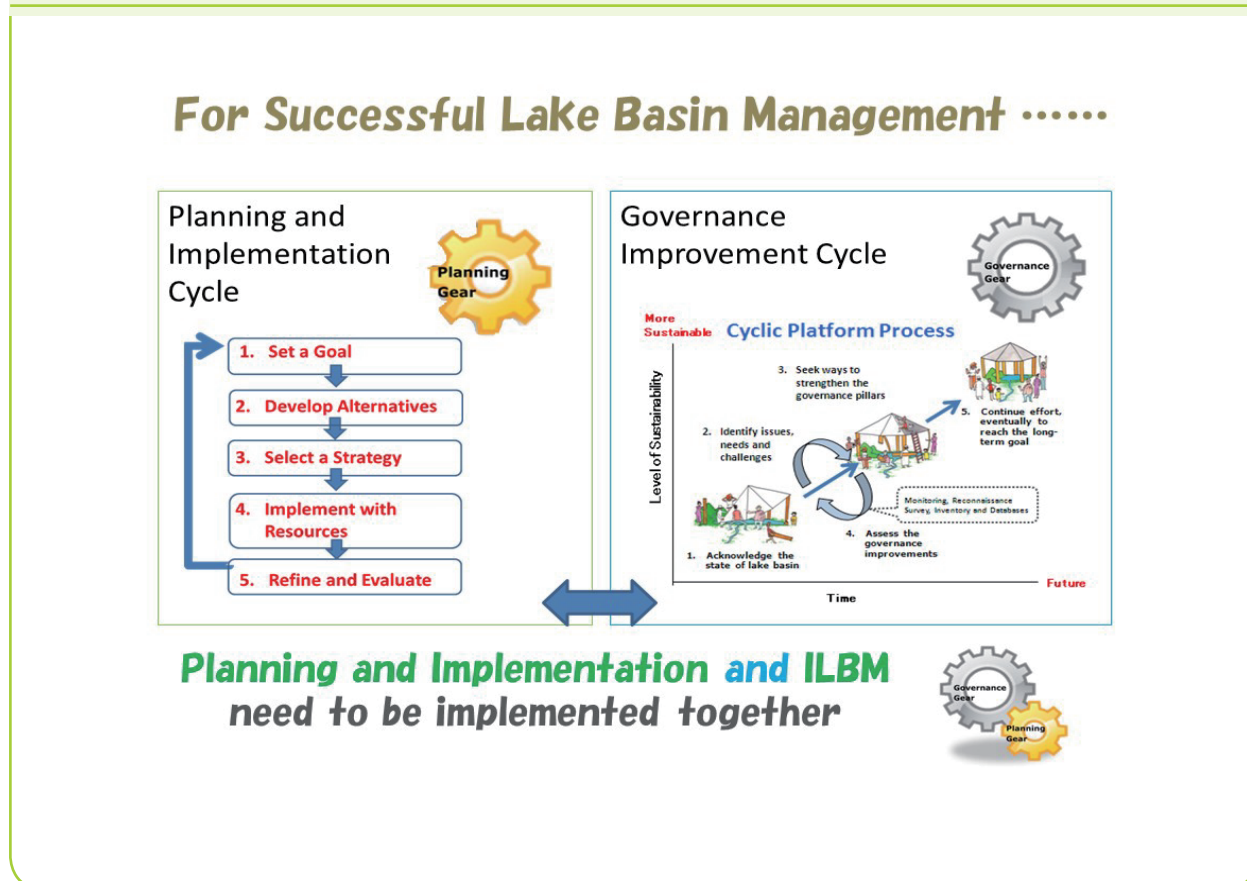 For Successful Lake Basin Management ······
Planning and
Implementation
Cycle
Planning
Gear
1. Set a Goal
2. Develop Alternatives
3. Select a Strategy
4. Implement with
Resources
5. Refine and Evaluate
Governance
Improvement Cycle
Governance
Gear
More
Sustainable
Cyclic Platform Process
Level of Sustainability
3. Seek ways to
strengthen the
governance pillars
2. Identify issues,
needs and
challenges
5. Continue effort,
eventually to
reach the long-
term goal
Monitoring, Reconnaissance
Survey, Inventory and Databases
4. Assess the
governance
improvements
1. Acknowledge the
state of lake basin
Future
Time
Planning and Implementation and ILBM
need to be implemented together
Governance
Gear
Planning
Gear